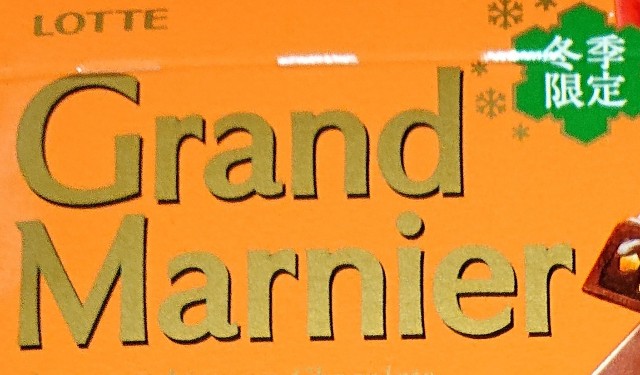 LOTTE
冬季
限定
Grand
Marnier